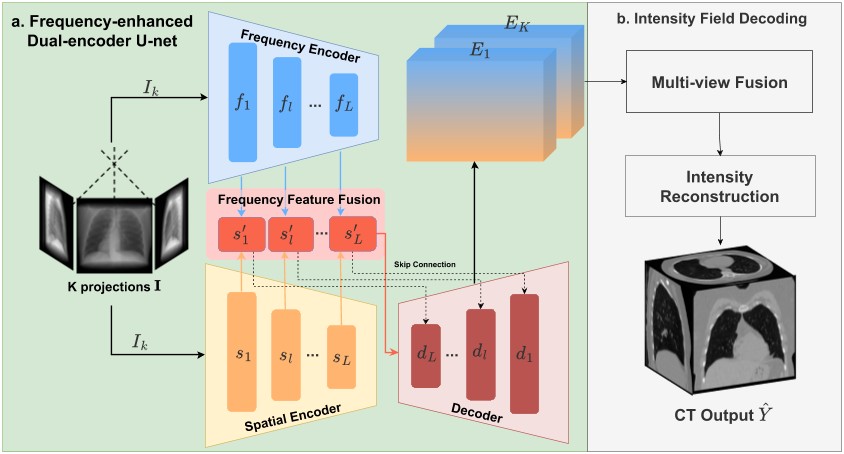 a. Frequency-enhanced
Dual-encoder U-net
b. Intensity Field Decoding
Frequency Encoder
I_k
f_1 f_l ... f_L
E_K
E_1
Multi-view Fusion
Frequency Feature Fusion
s'_1 s'_l ... s'_L
Intensity
Reconstruction
K projections I
Skip Connection
I_k
s_1 s_l ... s_L
Spatial Encoder
d_L ... d_l d_1
Decoder
CT Output Ŷ